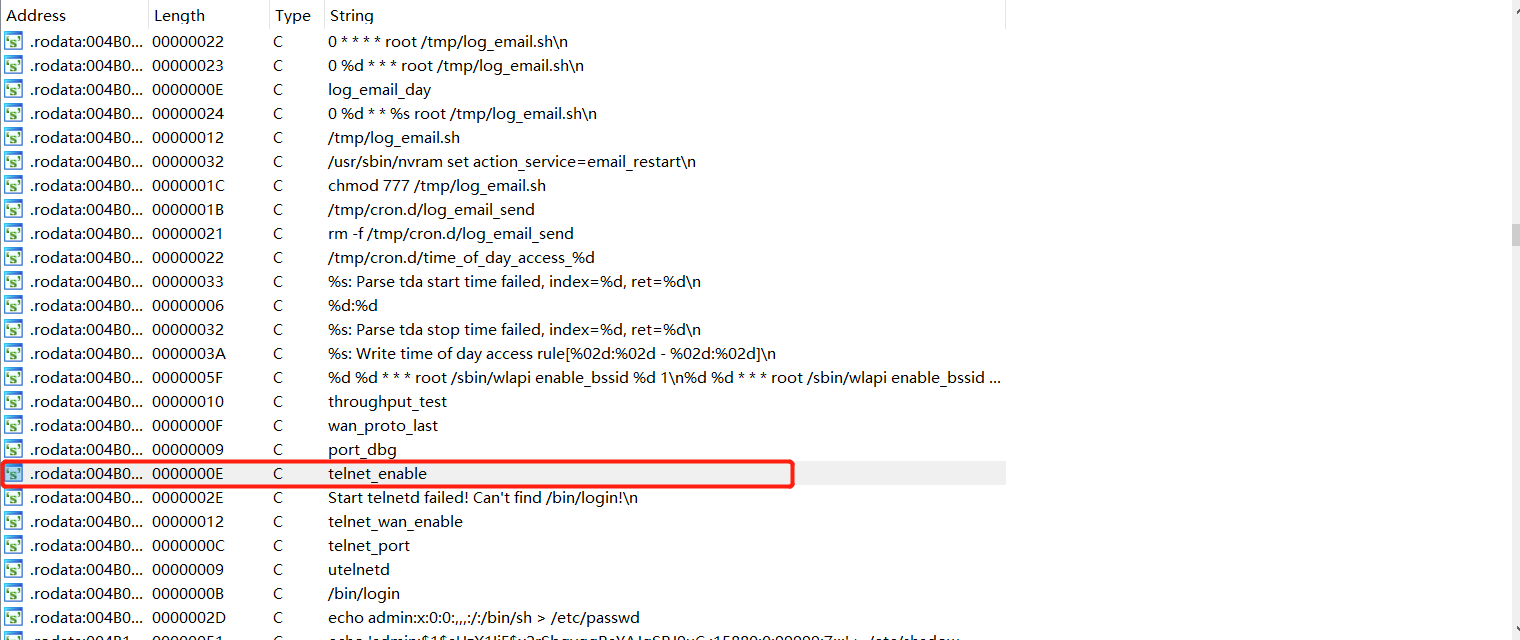 Address Length Type String
.rodata:004B0... 00000022 C 0 * * * * root /tmp/log_email.sh\n
.rodata:004B0... 00000023 C 0 %d * * * root /tmp/log_email.sh\n
.rodata:004B0... 0000000E C log_email_day
.rodata:004B0... 00000024 C 0 %d * * %s root /tmp/log_email.sh\n
.rodata:004B0... 00000012 C /tmp/log_email.sh
.rodata:004B0... 00000032 C /usr/sbin/nvram set action_service=email_restart\n
.rodata:004B0... 0000001C C chmod 777 /tmp/log_email.sh
.rodata:004B0... 0000001B C /tmp/cron.d/log_email_send
.rodata:004B0... 00000021 C rm -f /tmp/cron.d/log_email_send
.rodata:004B0... 00000022 C /tmp/cron.d/time_of_day_access_%d
.rodata:004B0... 00000033 C %s: Parse tda start time failed, index=%d, ret=%d\n
.rodata:004B0... 00000006 C %d:%d
.rodata:004B0... 00000032 C %s: Parse tda stop time failed, index=%d, ret=%d\n
.rodata:004B0... 0000003A C %s: Write time of day access rule[%02d:%02d - %02d:%02d]\n
.rodata:004B0... 0000005F C %d %d * * * root /sbin/wlapi enable_bssid %d 1\n%d %d * * * root /sbin/wlapi enable_bssid ...
.rodata:004B0... 00000010 C throughput_test
.rodata:004B0... 0000000F C wan_proto_last
.rodata:004B0... 00000009 C port_dbg
.rodata:004B0... 0000000E C telnet_enable
.rodata:004B0... 0000002E C Start telnetd failed! Can't find /bin/login!\n
.rodata:004B0... 00000012 C telnet_wan_enable
.rodata:004B0... 0000000C C telnet_port
.rodata:004B0... 00000009 C utelnetd
.rodata:004B0... 0000000B C /bin/login
.rodata:004B0... 0000002D C echo admin:x:0:0:,,,:/:/bin/sh > /etc/passwd